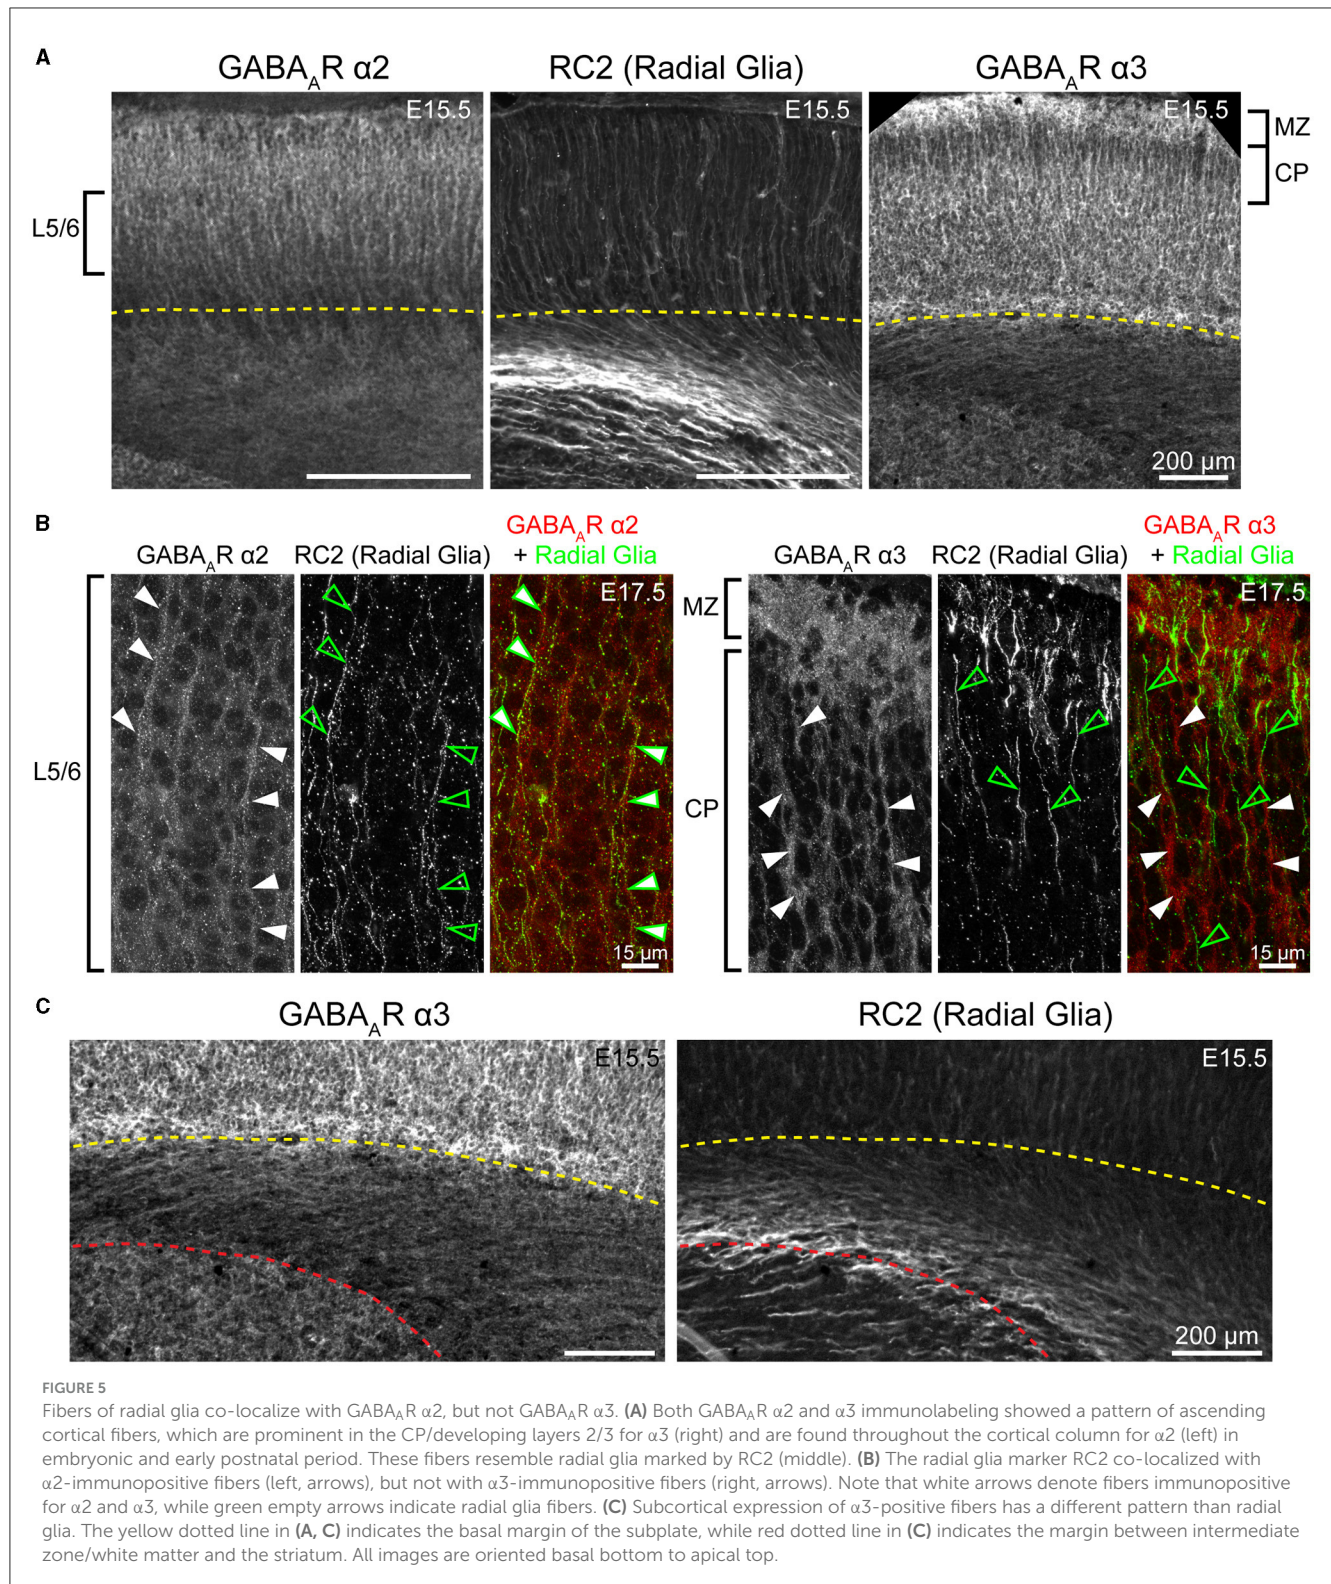 A
GABA_AR α2
RC2 (Radial Glia)
GABA_AR α3
E15.5
E15.5
E15.5
MZ
CP
L5/6
200 µm
B
GABA_AR α2
RC2 (Radial Glia)
GABA_AR α2
+ Radial Glia
GABA_AR α3
RC2 (Radial Glia)
GABA_AR α3
+ Radial Glia
E17.5
E17.5
MZ
L5/6
CP
15 µm
15 µm
C
GABA_AR α3
RC2 (Radial Glia)
E15.5
E15.5
200 µm
FIGURE 5
Fibers of radial glia co-localize with GABA_AR α2, but not GABA_AR α3. (A) Both GABA_AR α2 and α3 immunolabeling showed a pattern of ascending
cortical fibers, which are prominent in the CP/developing layers 2/3 for α3 (right) and are found throughout the cortical column for α2 (left) in
embryonic and early postnatal period. These fibers resemble radial glia marked by RC2 (middle). (B) The radial glia marker RC2 co-localized with
α2-immunopositive fibers (left, arrows), but not with α3-immunopositive fibers (right, arrows). Note that white arrows denote fibers immunopositive
for α2 and α3, while green empty arrows indicate radial glia fibers. (C) Subcortical expression of α3-positive fibers has a different pattern than radial
glia. The yellow dotted line in (A, C) indicates the basal margin of the subplate, while red dotted line in (C) indicates the margin between intermediate
zone/white matter and the striatum. All images are oriented basal bottom to apical top.